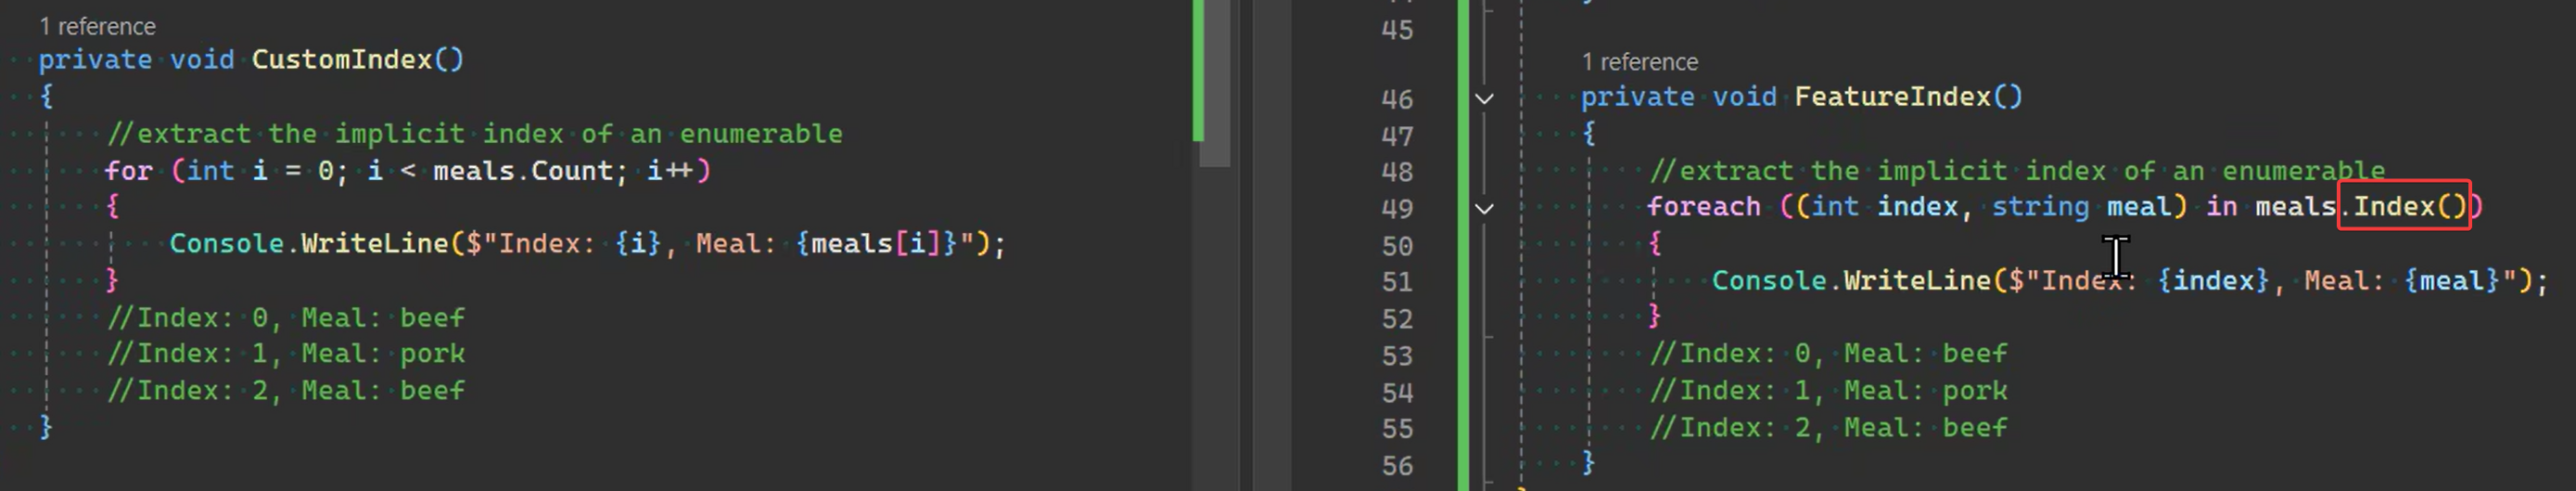 1 reference
private void CustomIndex()
{
//extract the implicit index of an enumerable
for (int i = 0; i < meals.Count; i++)
{
Console.WriteLine($"Index: {i}, Meal: {meals[i]}");
}
//Index: 0, Meal: beef
//Index: 1, Meal: pork
//Index: 2, Meal: beef
}
45
1 reference
46 private void FeatureIndex()
47 {
48 //extract the implicit index of an enumerable
49 foreach ((int index, string meal) in meals.Index())
50 {
51 Console.WriteLine($"Index: {index}, Meal: {meal}");
52 }
53 //Index: 0, Meal: beef
54 //Index: 1, Meal: pork
55 //Index: 2, Meal: beef
56 }